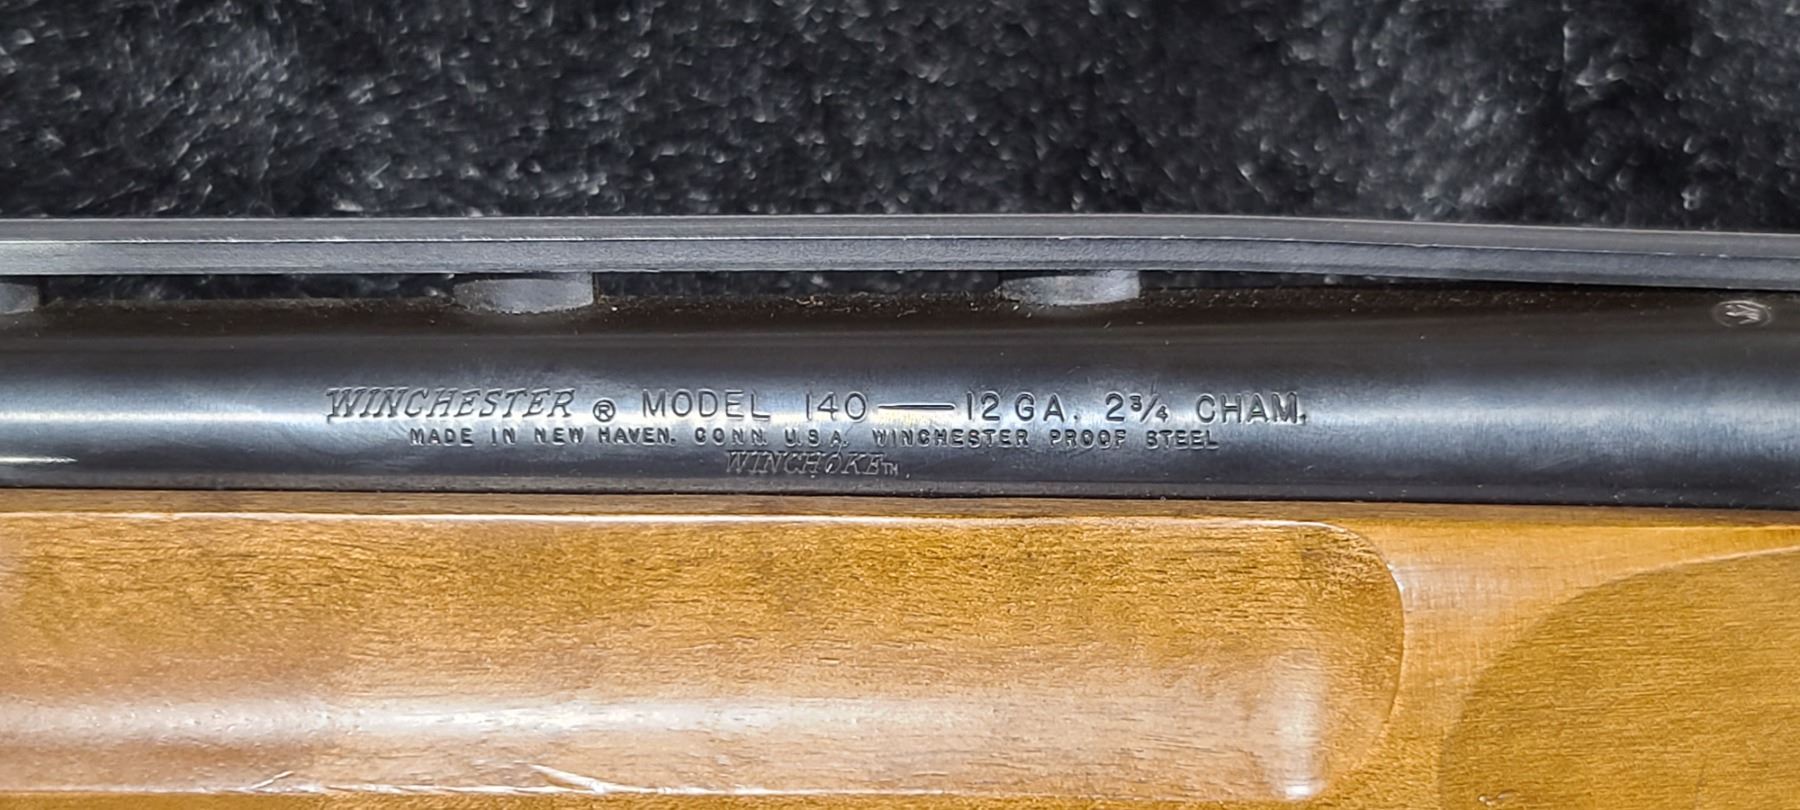 WINCHESTER ® MODEL 140 — 12 GA. 2¾ CHAM.
MADE IN NEW HAVEN. CONN. U.S.A. WINCHESTER PROOF STEEL
WINCHOKE™